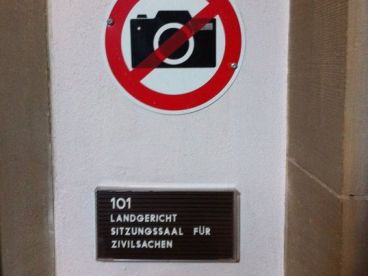 101
LANDGERICHT
SITZUNGSSAAL FÜR
ZIVILSACHEN